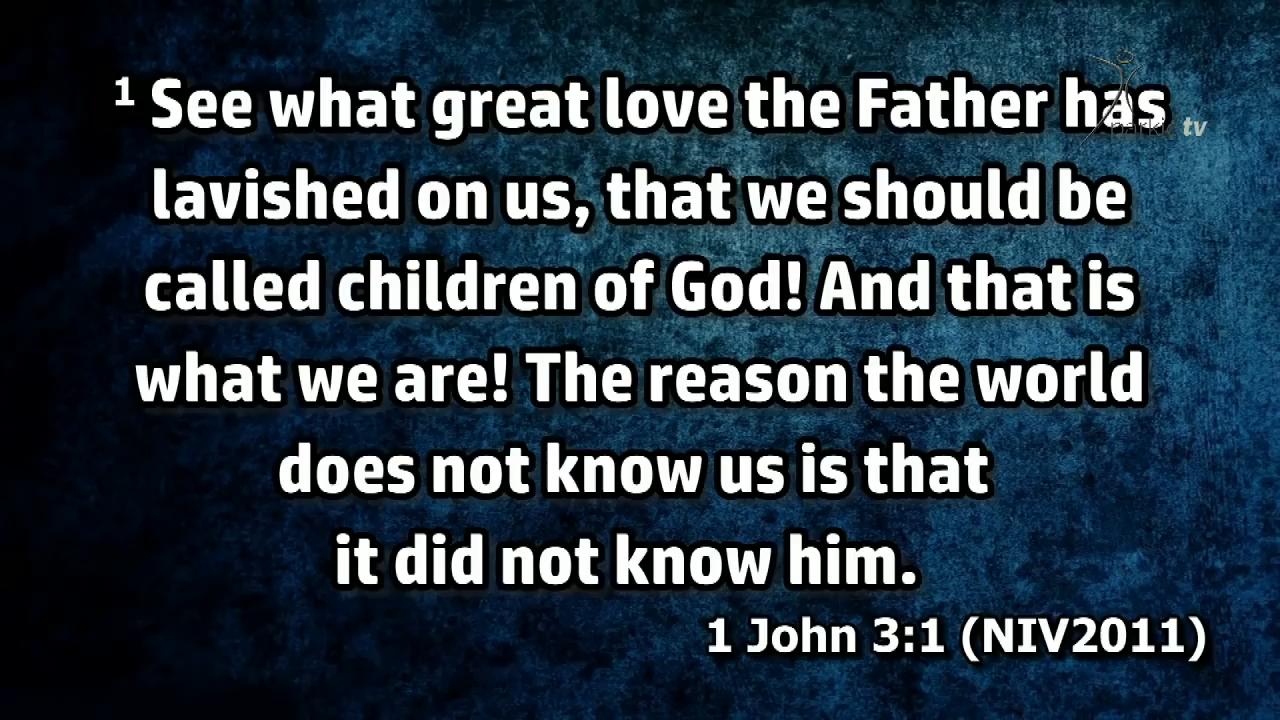 1 See what great love the Father has
lavished on us, that we should be
called children of God! And that is
what we are! The reason the world
does not know us is that
it did not know him.
1 John 3:1 (NIV2011)
tv